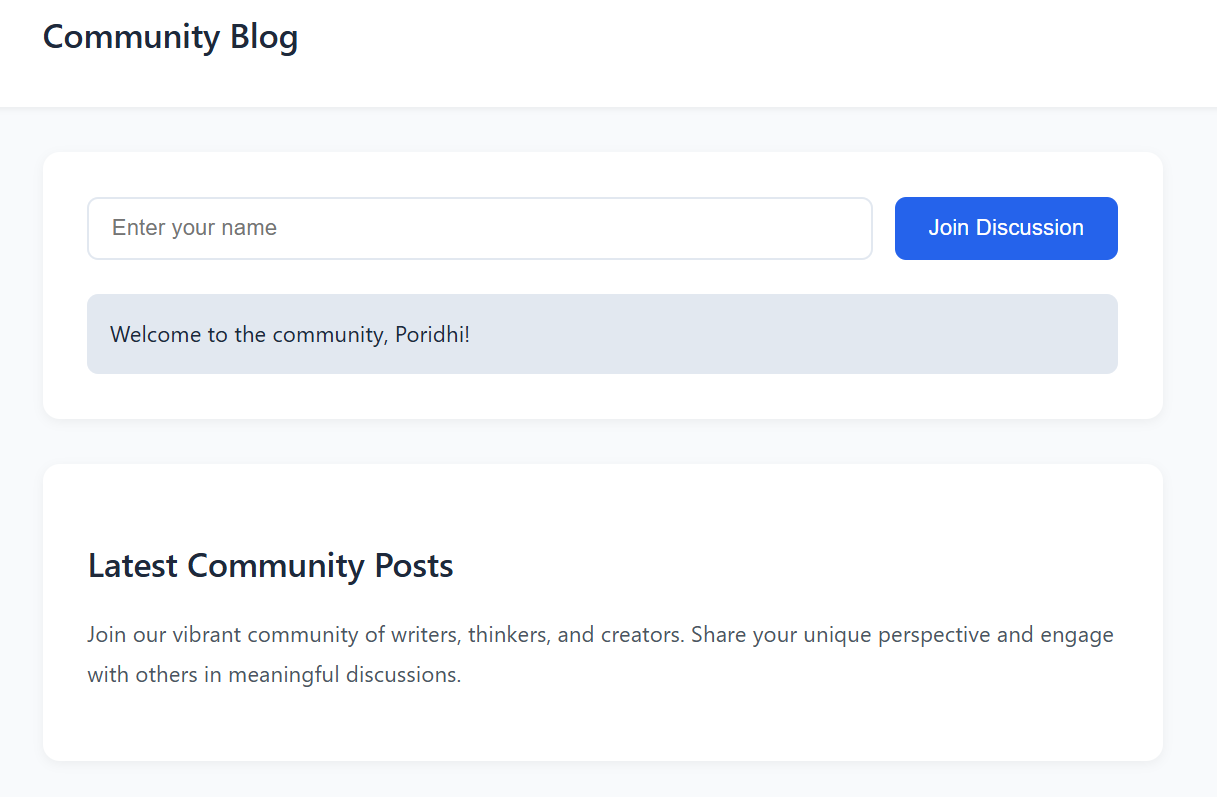 Community Blog
Enter your name
Join Discussion
Welcome to the community, Poridhi!
Latest Community Posts
Join our vibrant community of writers, thinkers, and creators. Share your unique perspective and engage
with others in meaningful discussions.